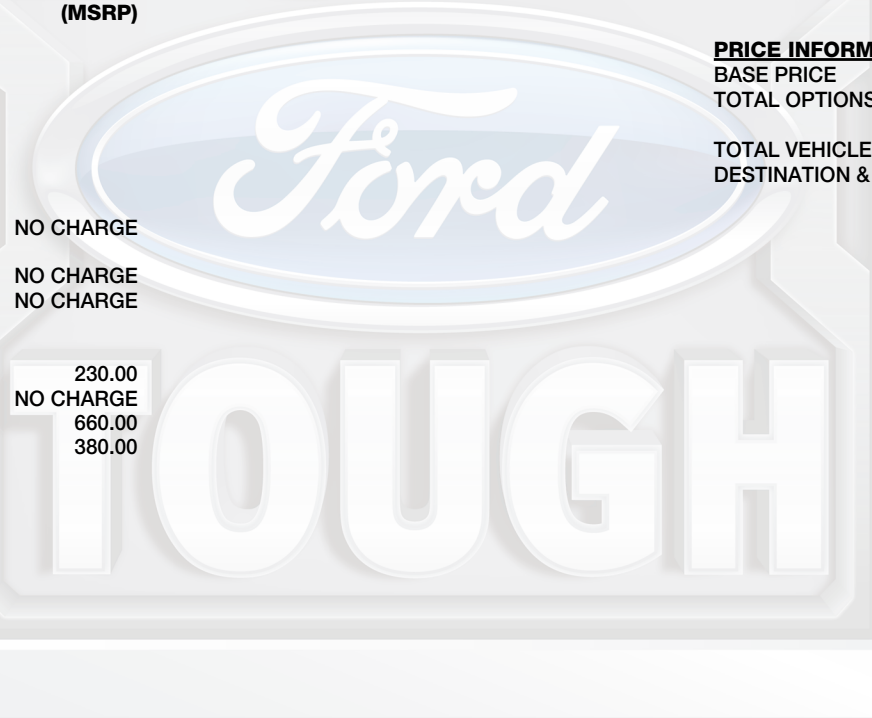 (MSRP)
PRICE INFORM
BASE PRICE
TOTAL OPTIONS
TOTAL VEHICLE
DESTINATION &
NO CHARGE
NO CHARGE
NO CHARGE
230.00
NO CHARGE
660.00
380.00
Ford
TOUGH